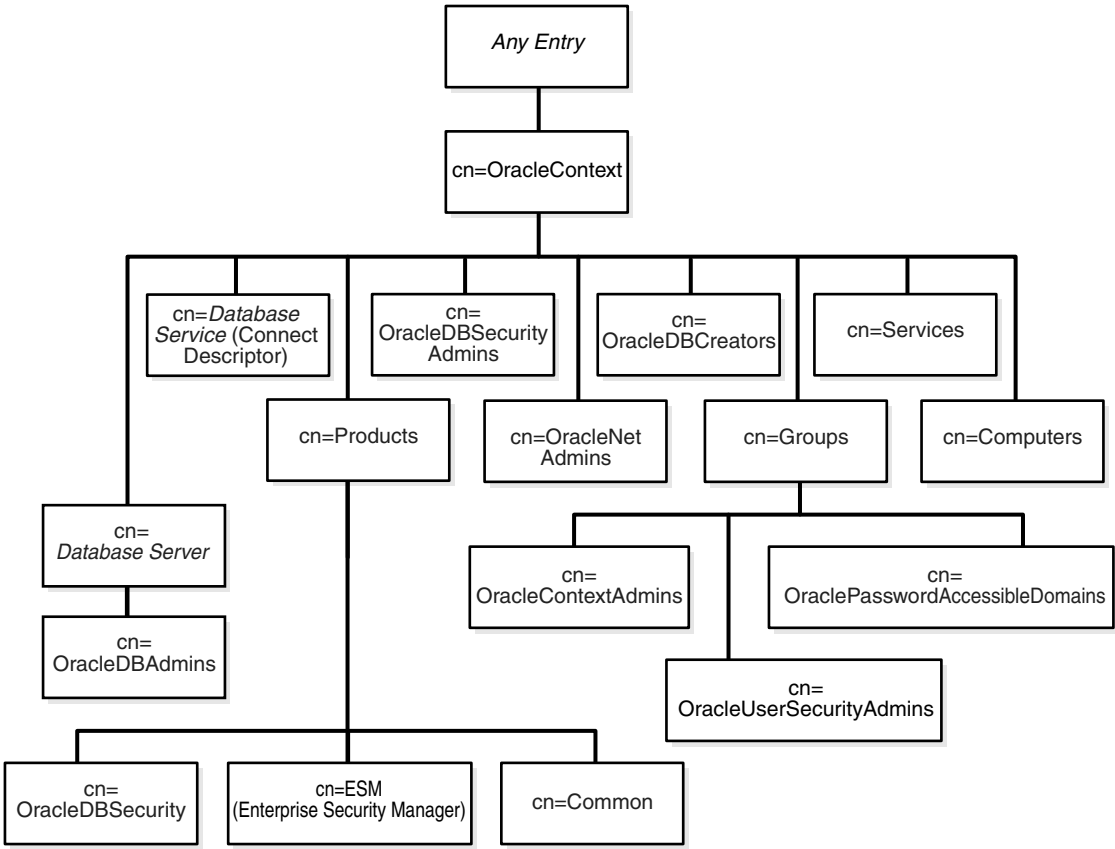 Any Entry
cn=OracleContext
cn=Database
Service (Connect
Descriptor)
cn=
OracleDBSecurity
Admins
cn=
OracleDBCreators
cn=Services
cn=Products
cn=OracleNet
Admins
cn=Groups
cn=Computers
cn=
Database Server
cn=
OracleContextAdmins
cn=
OraclePasswordAccessibleDomains
cn=
OracleDBAdmins
cn=
OracleUserSecurityAdmins
cn=
OracleDBSecurity
cn=ESM
(Enterprise Security Manager)
cn=Common